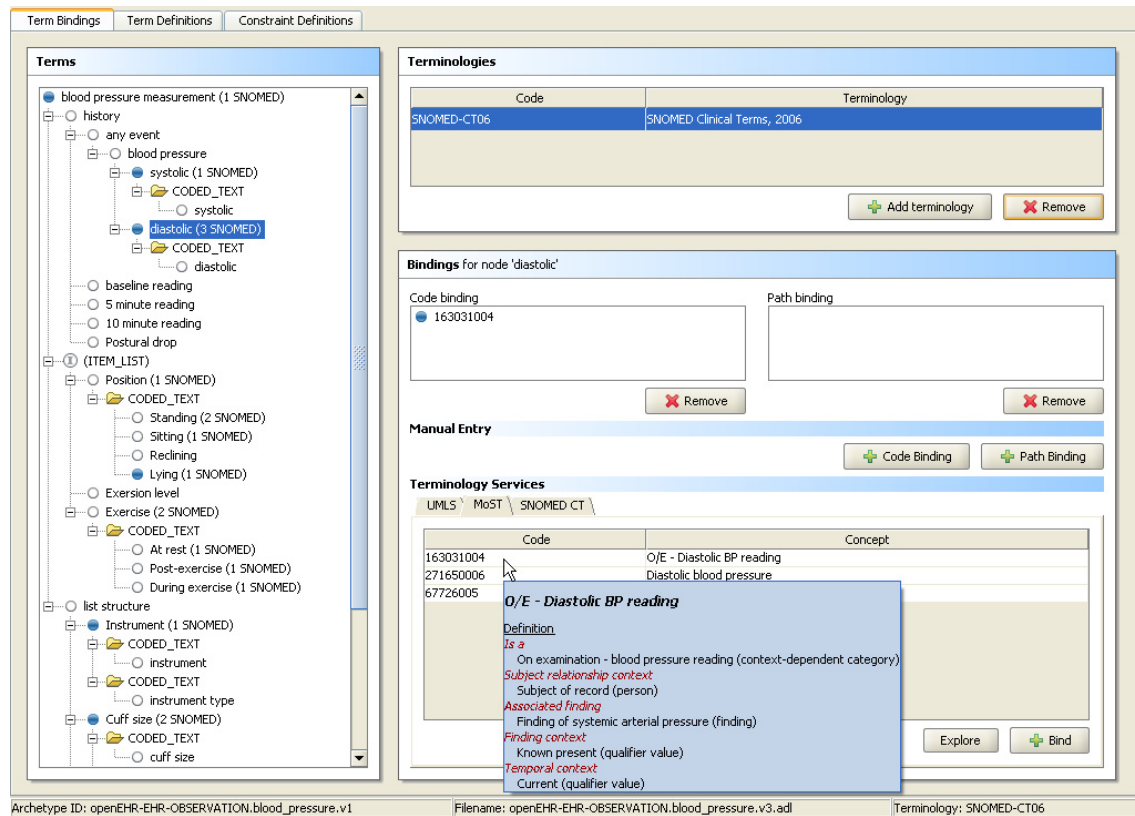 Term Bindings Term Definitions Constraint Definitions
Terms
blood pressure measurement (1 SNOMED)
history
any event
blood pressure
systolic (1 SNOMED)
CODED_TEXT
systolic
diastolic (3 SNOMED)
CODED_TEXT
diastolic
baseline reading
5 minute reading
10 minute reading
Postural drop
(ITEM_LIST)
Position (1 SNOMED)
CODED_TEXT
Standing (2 SNOMED)
Sitting (1 SNOMED)
Reclining
Lying (1 SNOMED)
Exersion level
Exercise (2 SNOMED)
CODED_TEXT
At rest (1 SNOMED)
Post-exercise (1 SNOMED)
During exercise (1 SNOMED)
list structure
Instrument (1 SNOMED)
CODED_TEXT
instrument
CODED_TEXT
instrument type
Cuff size (2 SNOMED)
CODED_TEXT
cuff size
Terminologies
Code Terminology
SNOMED-CT06 SNOMED Clinical Terms, 2006
Add terminology Remove
Bindings for node 'diastolic'
Code binding Path binding
163031004
Remove Remove
Manual Entry
Code Binding Path Binding
Terminology Services
UMLS MoST SNOMED CT
Code Concept
163031004 O/E - Diastolic BP reading
271650006 Diastolic blood pressure
67726005
O/E - Diastolic BP reading
Definition
Is a
On examination - blood pressure reading (context-dependent category)
Subject relationship context
Subject of record (person)
Associated finding
Finding of systemic arterial pressure (finding)
Finding context
Known present (qualifier value)
Temporal context
Current (qualifier value)
Explore Bind
Archetype ID: openEHR-EHR-OBSERVATION.blood_pressure.v1 Filename: openEHR-EHR-OBSERVATION.blood_pressure.v3.adl Terminology: SNOMED-CT06